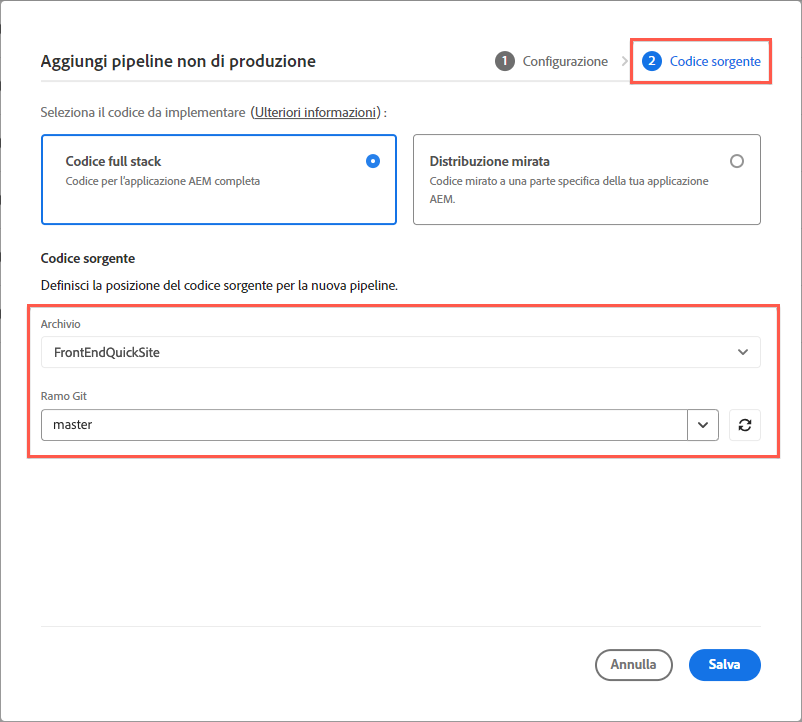 Aggiungi pipeline non di produzione
1 Configurazione
2 Codice sorgente
Seleziona il codice da implementare (Ulteriori informazioni) :
Codice full stack
Codice per l'applicazione AEM completa
Distribuzione mirata
Codice mirato a una parte specifica della tua applicazione
AEM.
Codice sorgente
Definisci la posizione del codice sorgente per la nuova pipeline.
Archivio
FrontEndQuickSite
Ramo Git
master
Annulla
Salva